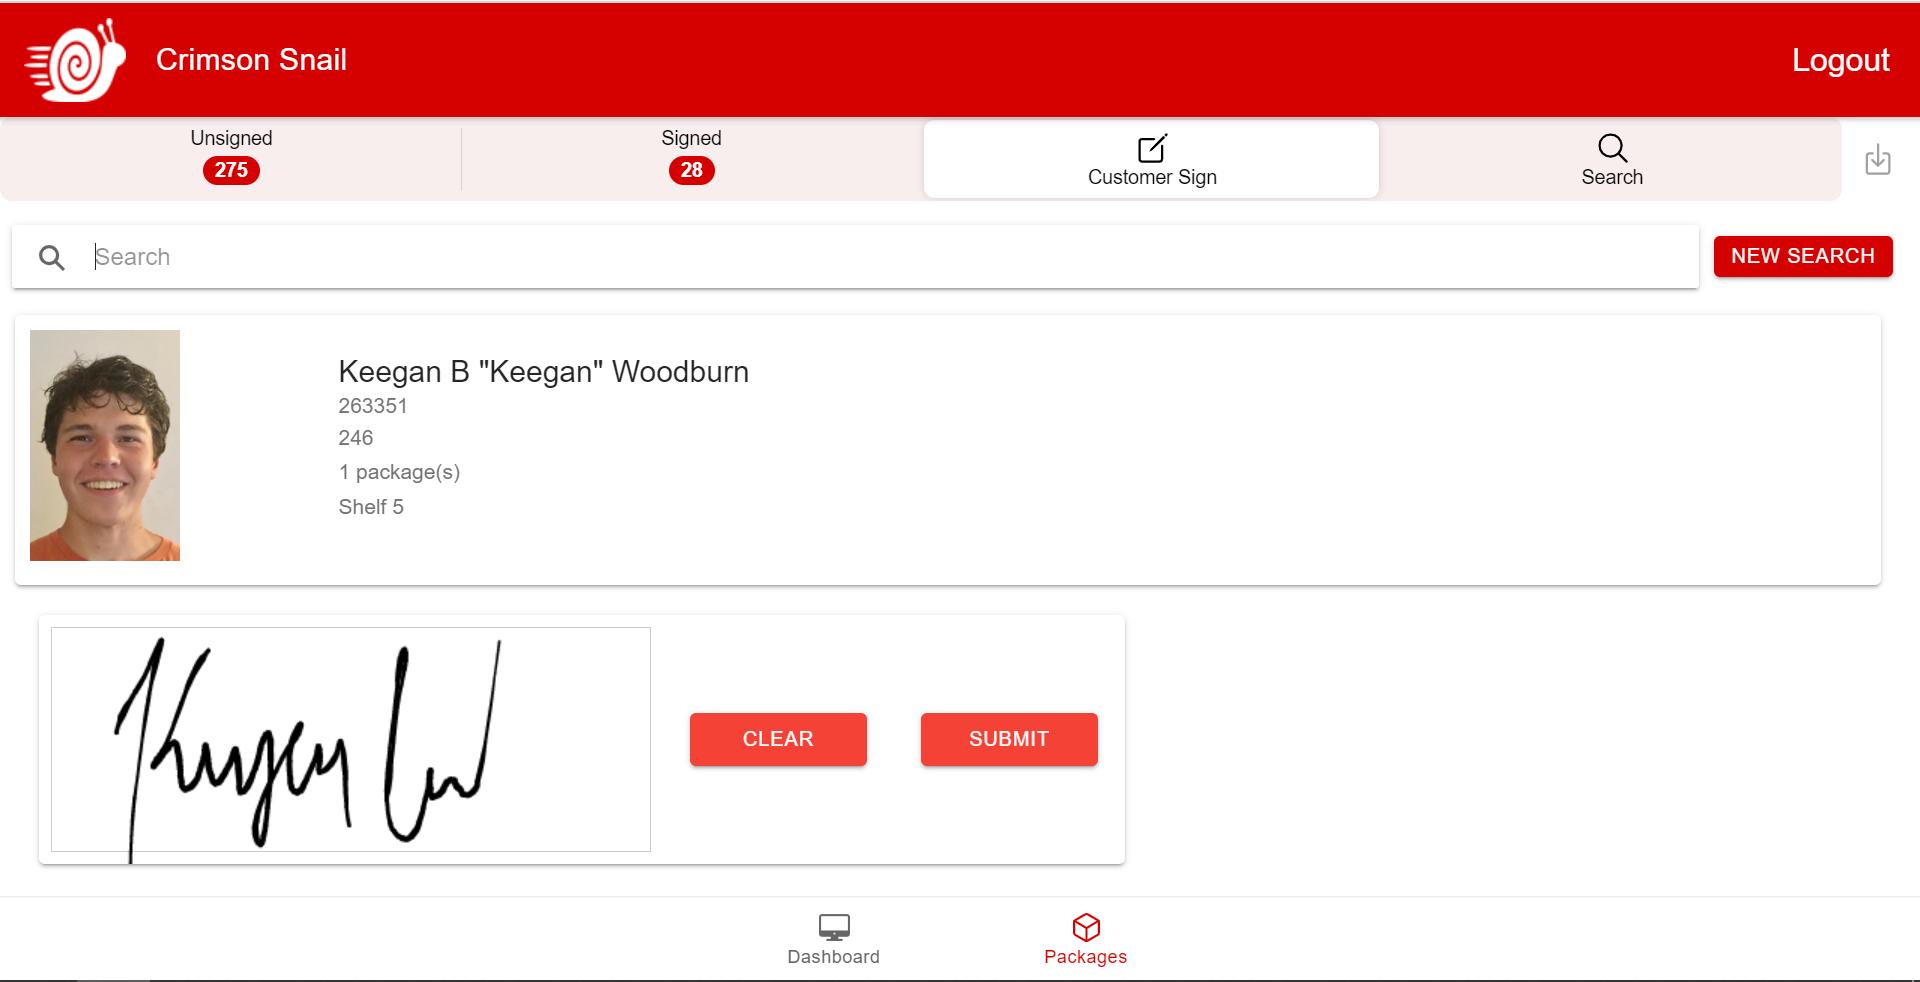 Crimson Snail
Logout
Unsigned
275
Signed
28
Customer Sign
Search
Search
NEW SEARCH
Keegan B "Keegan" Woodburn
263351
246
1 package(s)
Shelf 5
Keegan
CLEAR
SUBMIT
Dashboard
Packages